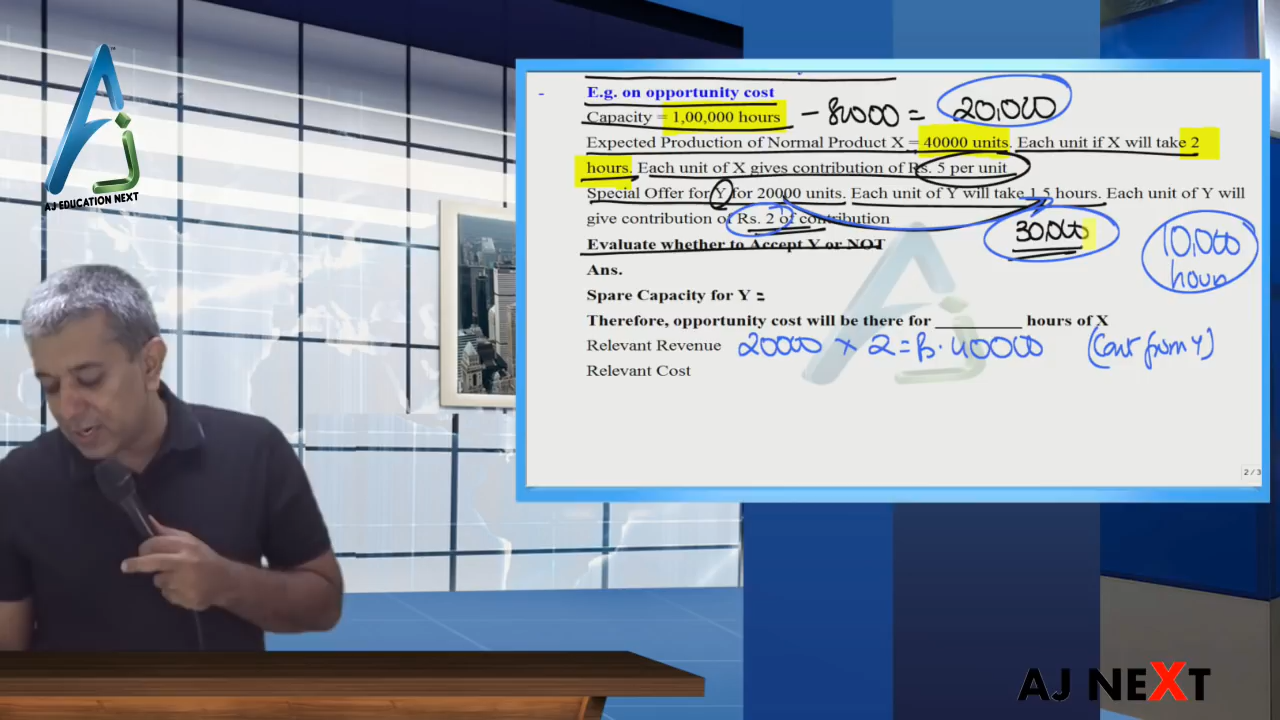 AJ EDUCATION NEXT
- E.g. on opportunity cost
Capacity = 1,00,000 hours - 80000 = 20,000
Expected Production of Normal Product X = 40000 units. Each unit if X will take 2
hours. Each unit of X gives contribution of Rs. 5 per unit
Special Offer for Y for 20000 units. Each unit of Y will take 1.5 hours. Each unit of Y will
give contribution of Rs. 2 of contribution
30,000
10,000
hour
Evaluate whether to Accept Y or NOT
Ans.
Spare Capacity for Y =
Therefore, opportunity cost will be there for __________ hours of X
Relevant Revenue 20000 x 2 = Rs. 40000 (Cont from Y)
Relevant Cost
2 / 3
AJ NEXT